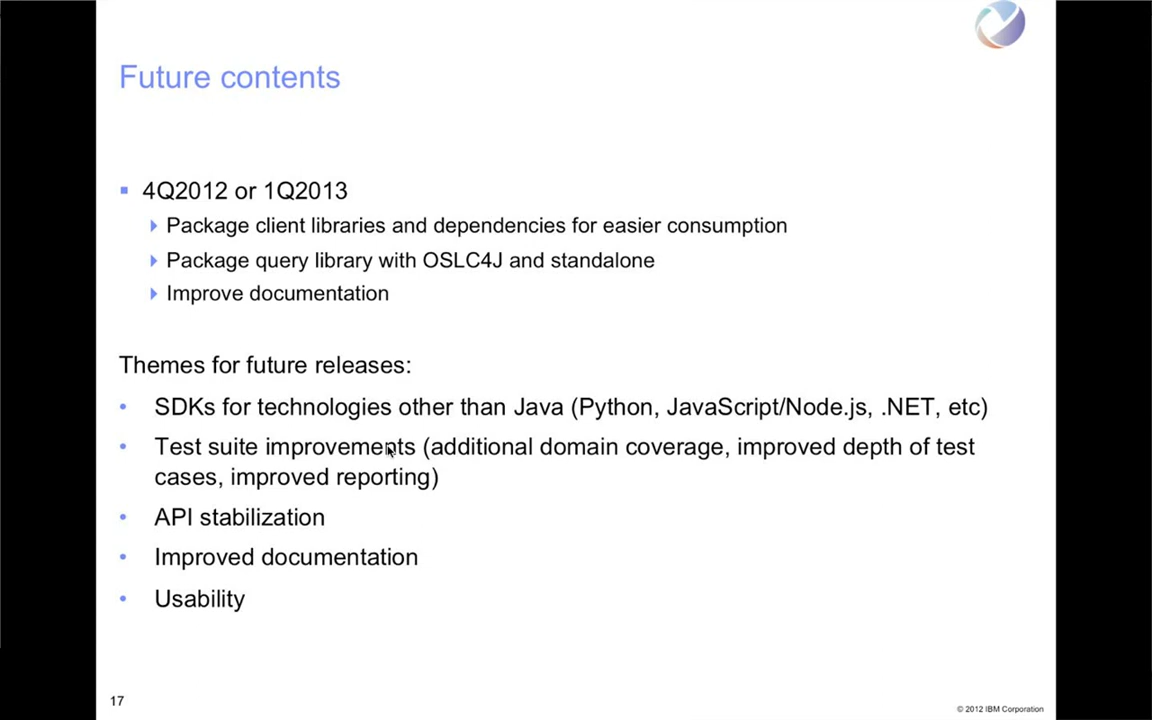 Future contents
4Q2012 or 1Q2013
Package client libraries and dependencies for easier consumption
Package query library with OSLC4J and standalone
Improve documentation
Themes for future releases:
SDKs for technologies other than Java (Python, JavaScript/Node.js, .NET, etc)
Test suite improvements (additional domain coverage, improved depth of test
cases, improved reporting)
API stabilization
Improved documentation
Usability
17
© 2012 IBM Corporation